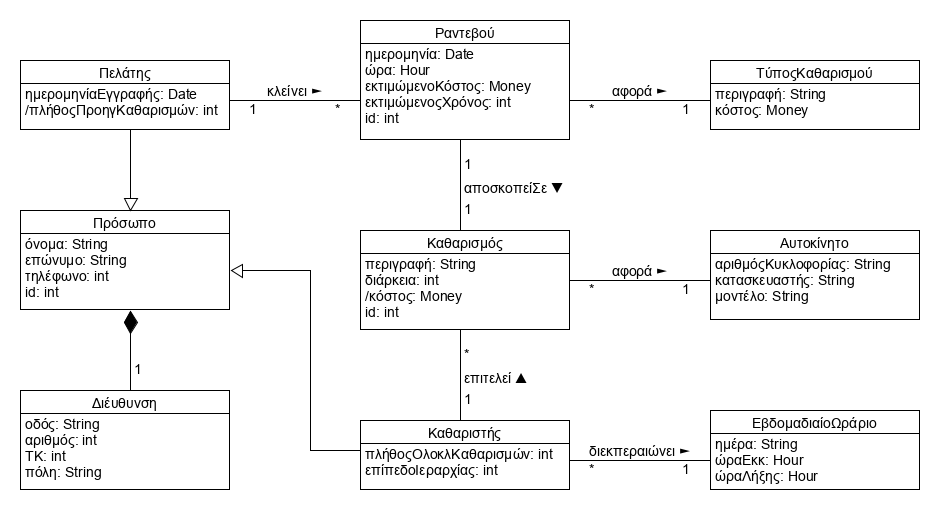 Ραντεβού
ημερομηνία: Date
ώρα: Hour
εκτιμώμενοΚόστος: Money
εκτιμώμενοςΧρόνος: int
id: int
Πελάτης
ημερομηνίαΕγγραφής: Date
/πλήθοςΠροηγΚαθαρισμών: int
κλείνει ►
1
*
αφορά ►
*
1
ΤύποςΚαθαρισμού
περιγραφή: String
κόστος: Money
1
αποσκοπείΣε ▼
1
Πρόσωπο
όνομα: String
επώνυμο: String
τηλέφωνο: int
id: int
Καθαρισμός
περιγραφή: String
διάρκεια: int
/κόστος: Money
id: int
αφορά ►
*
1
Αυτοκίνητο
αριθμόςΚυκλοφορίας: String
κατασκευαστής: String
μοντέλο: String
1
*
επιτελεί ▲
1
Διέυθυνση
οδός: String
αριθμός: int
ΤΚ: int
πόλη: String
Καθαριστής
πλήθοςΟλοκλΚαθαρισμών: int
επίπεδοΙεραρχίας: int
διεκπεραιώνει ►
*
1
ΕβδομαδιαίοΩράριο
ημέρα: String
ώραΕκκ: Hour
ώραΛήξης: Hour